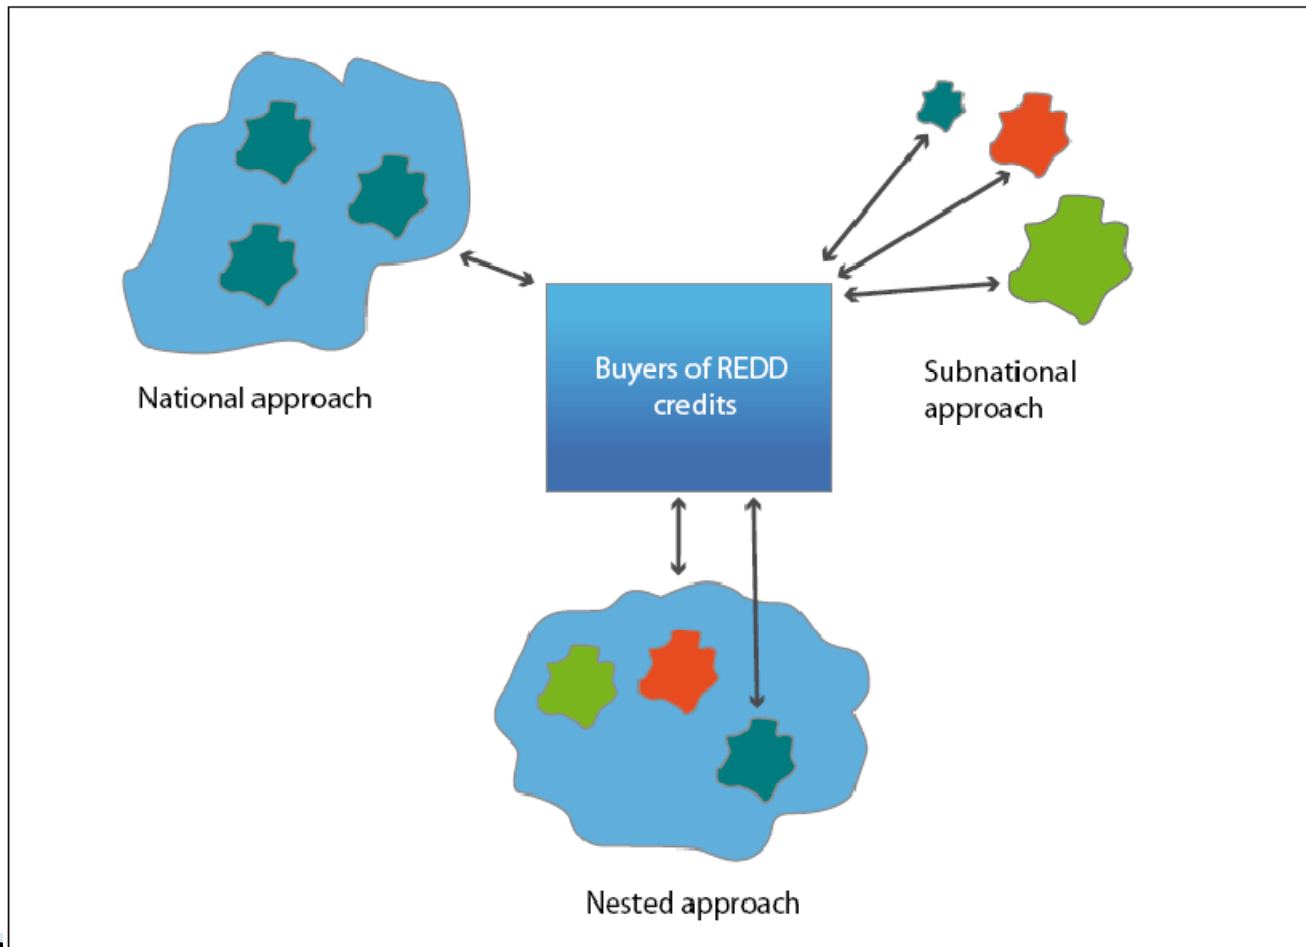 National approach
Buyers of REDD
credits
Subnational
approach
Nested approach